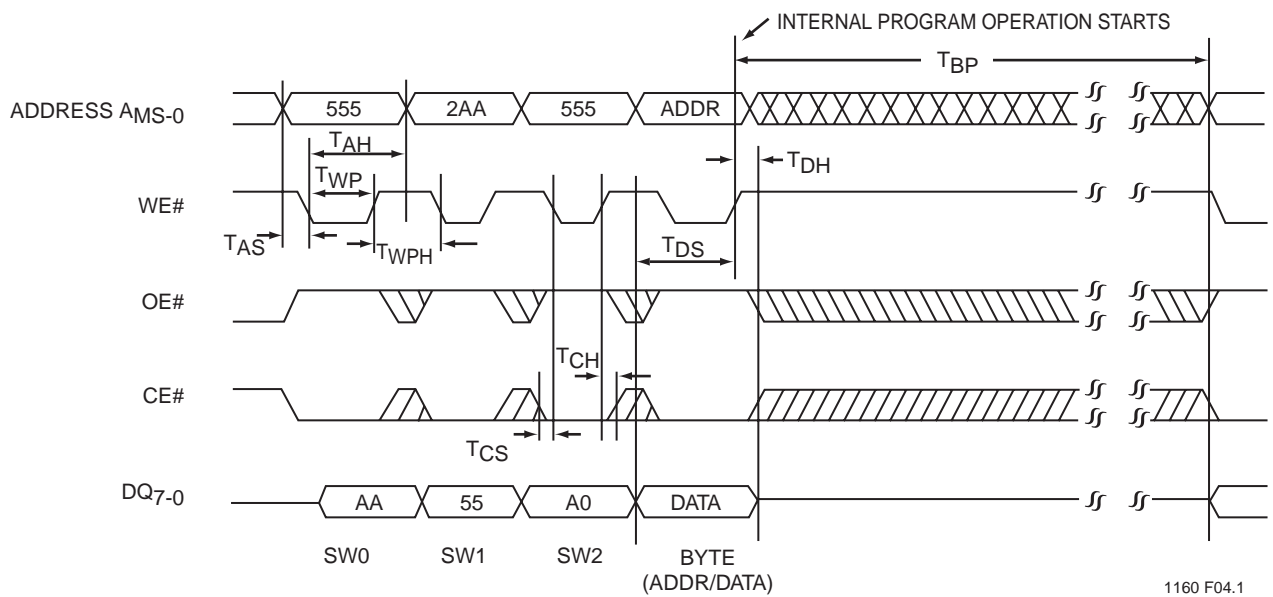 INTERNAL PROGRAM OPERATION STARTS
TBP
ADDRESS AMS-0
555
2AA
555
ADDR
TAH
TDH
TWP
WE#
TAS
TWPH
TDS
OE#
TCH
CE#
TCS
DQ7-0
AA
55
A0
DATA
SW0
SW1
SW2
BYTE
(ADDR/DATA)
1160 F04.1